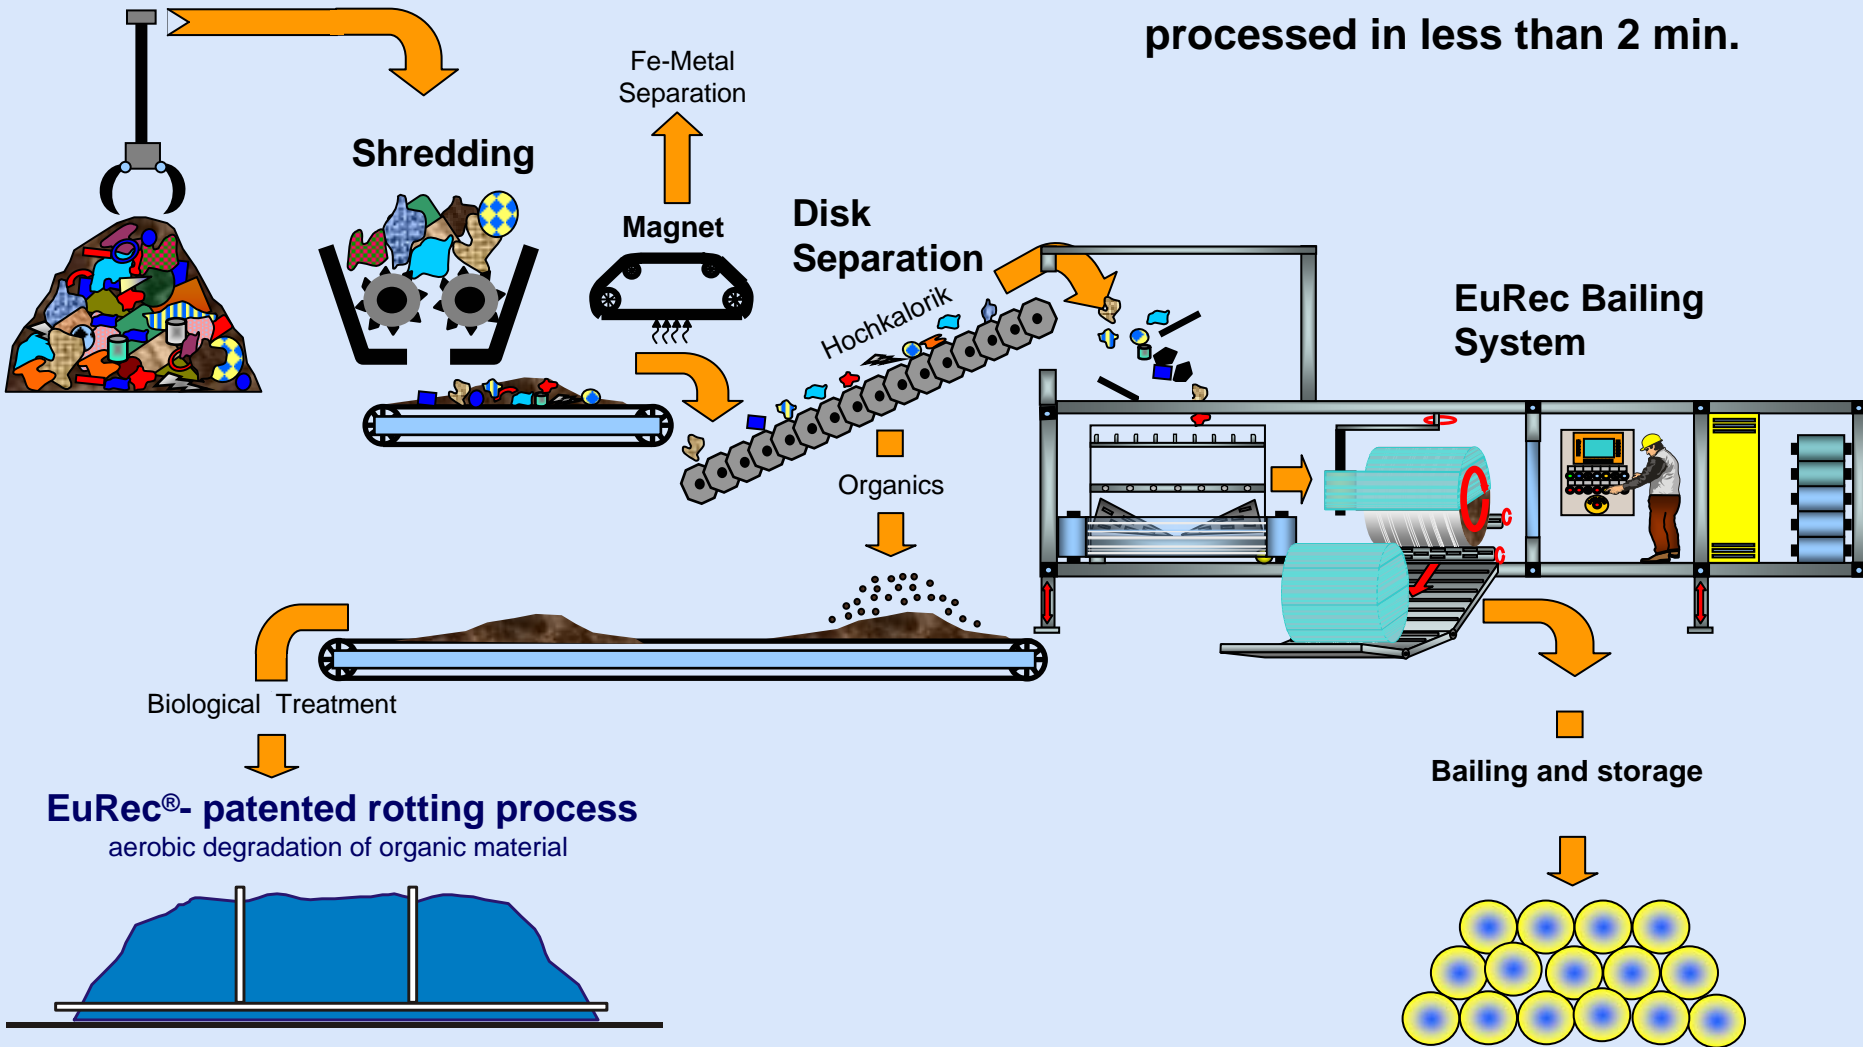 processed in less than 2 min.
Fe-Metal
Separation
Shredding
Magnet
Disk
Separation
Hochkalorik
EuRec Bailing
System
Organics
Biological Treatment
EuRec®- patented rotting process
aerobic degradation of organic material
Bailing and storage